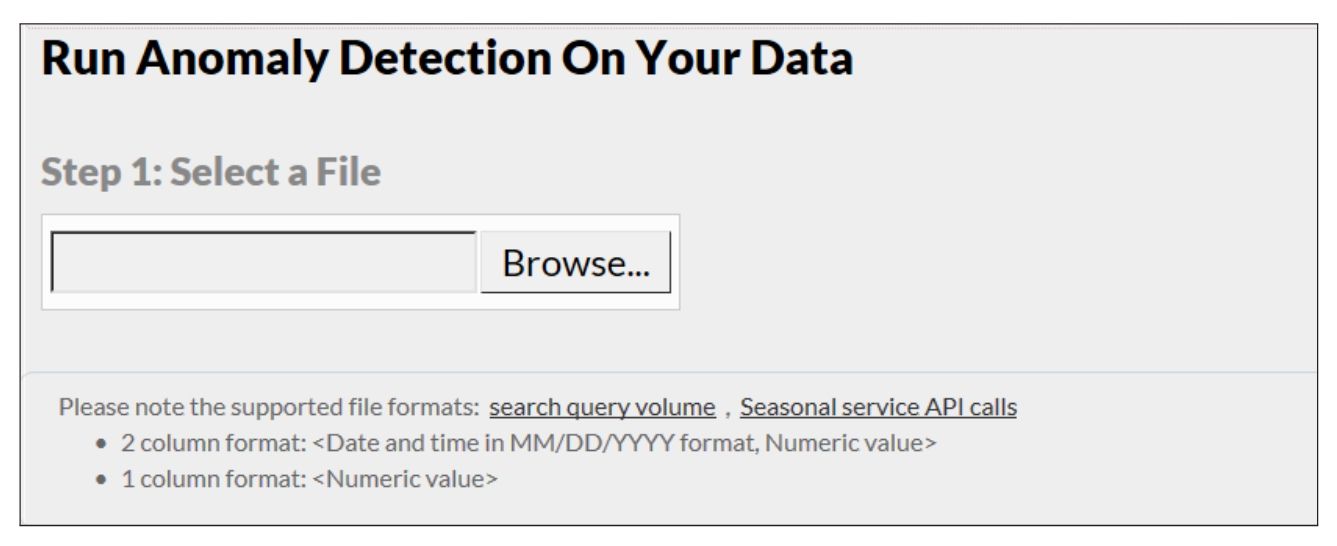 Run Anomaly Detection On Your Data
Step 1: Select a File
Browse...
Please note the supported file formats: search query volume , Seasonal service API calls
• 2 column format: <Date and time in MM/DD/YYYY format, Numeric value>
• 1 column format: <Numeric value>